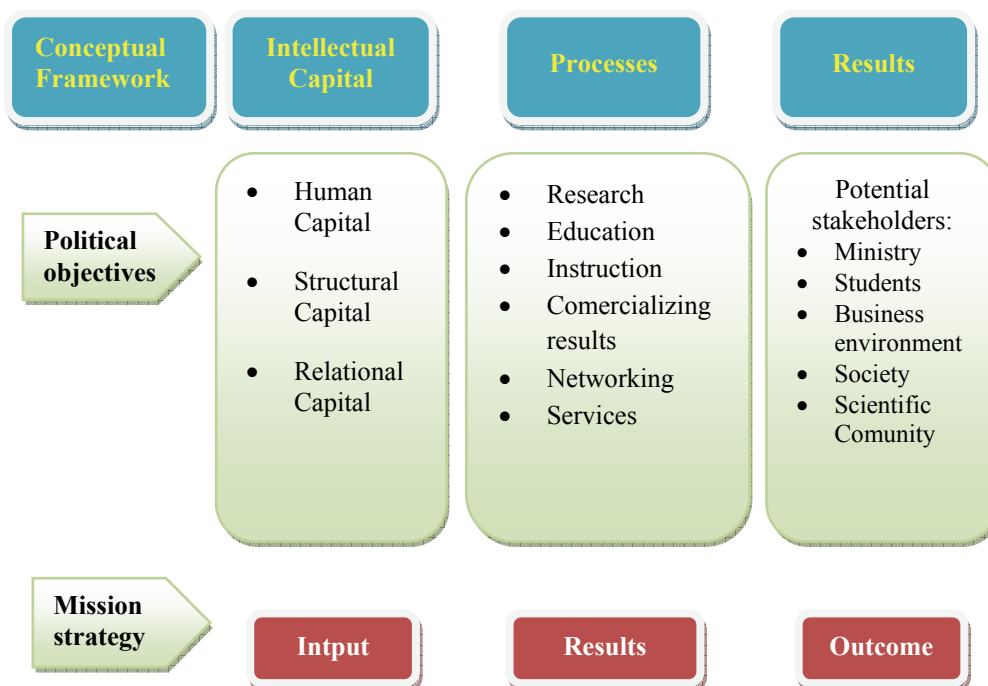 Conceptual
Framework
Intellectual
Capital
Processes
Results
Political
objectives
• Human
Capital
• Structural
Capital
• Relational
Capital
• Research
• Education
• Instruction
• Comercializing
results
• Networking
• Services
Potential
stakeholders:
• Ministry
• Students
• Business
environment
• Society
• Scientific
Comunity
Mission
strategy
Intput
Results
Outcome